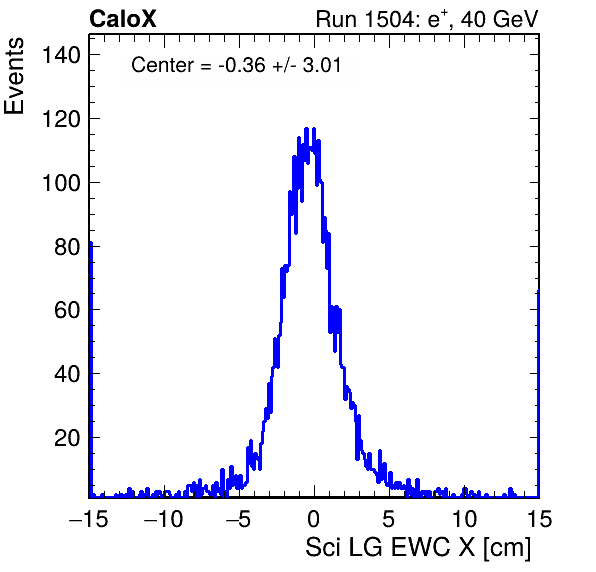 CaloX Run 1504: e⁺, 40 GeV
Center = -0.36 +/- 3.01
Events
140
120
100
80
60
40
20
−15 −10 −5 0 5 10 15
Sci LG EWC X [cm]